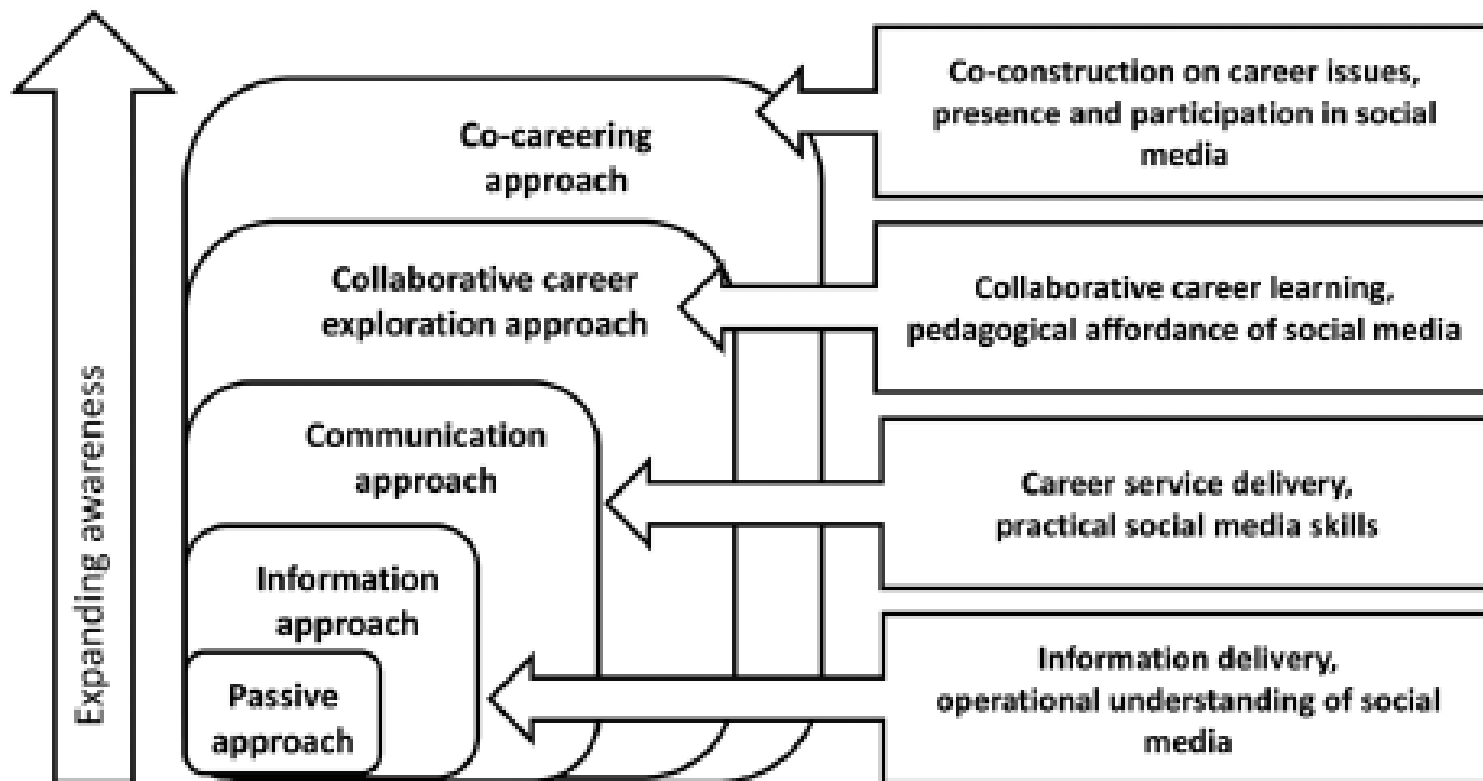 Co-careering
approach
Collaborative career
exploration approach
Communication
approach
Information
approach
Passive
approach
Expanding awareness
Co-construction on career issues,
presence and participation in social
media
Collaborative career learning,
pedagogical affordance of social media
Career service delivery,
practical social media skills
Information delivery,
operational understanding of social
media